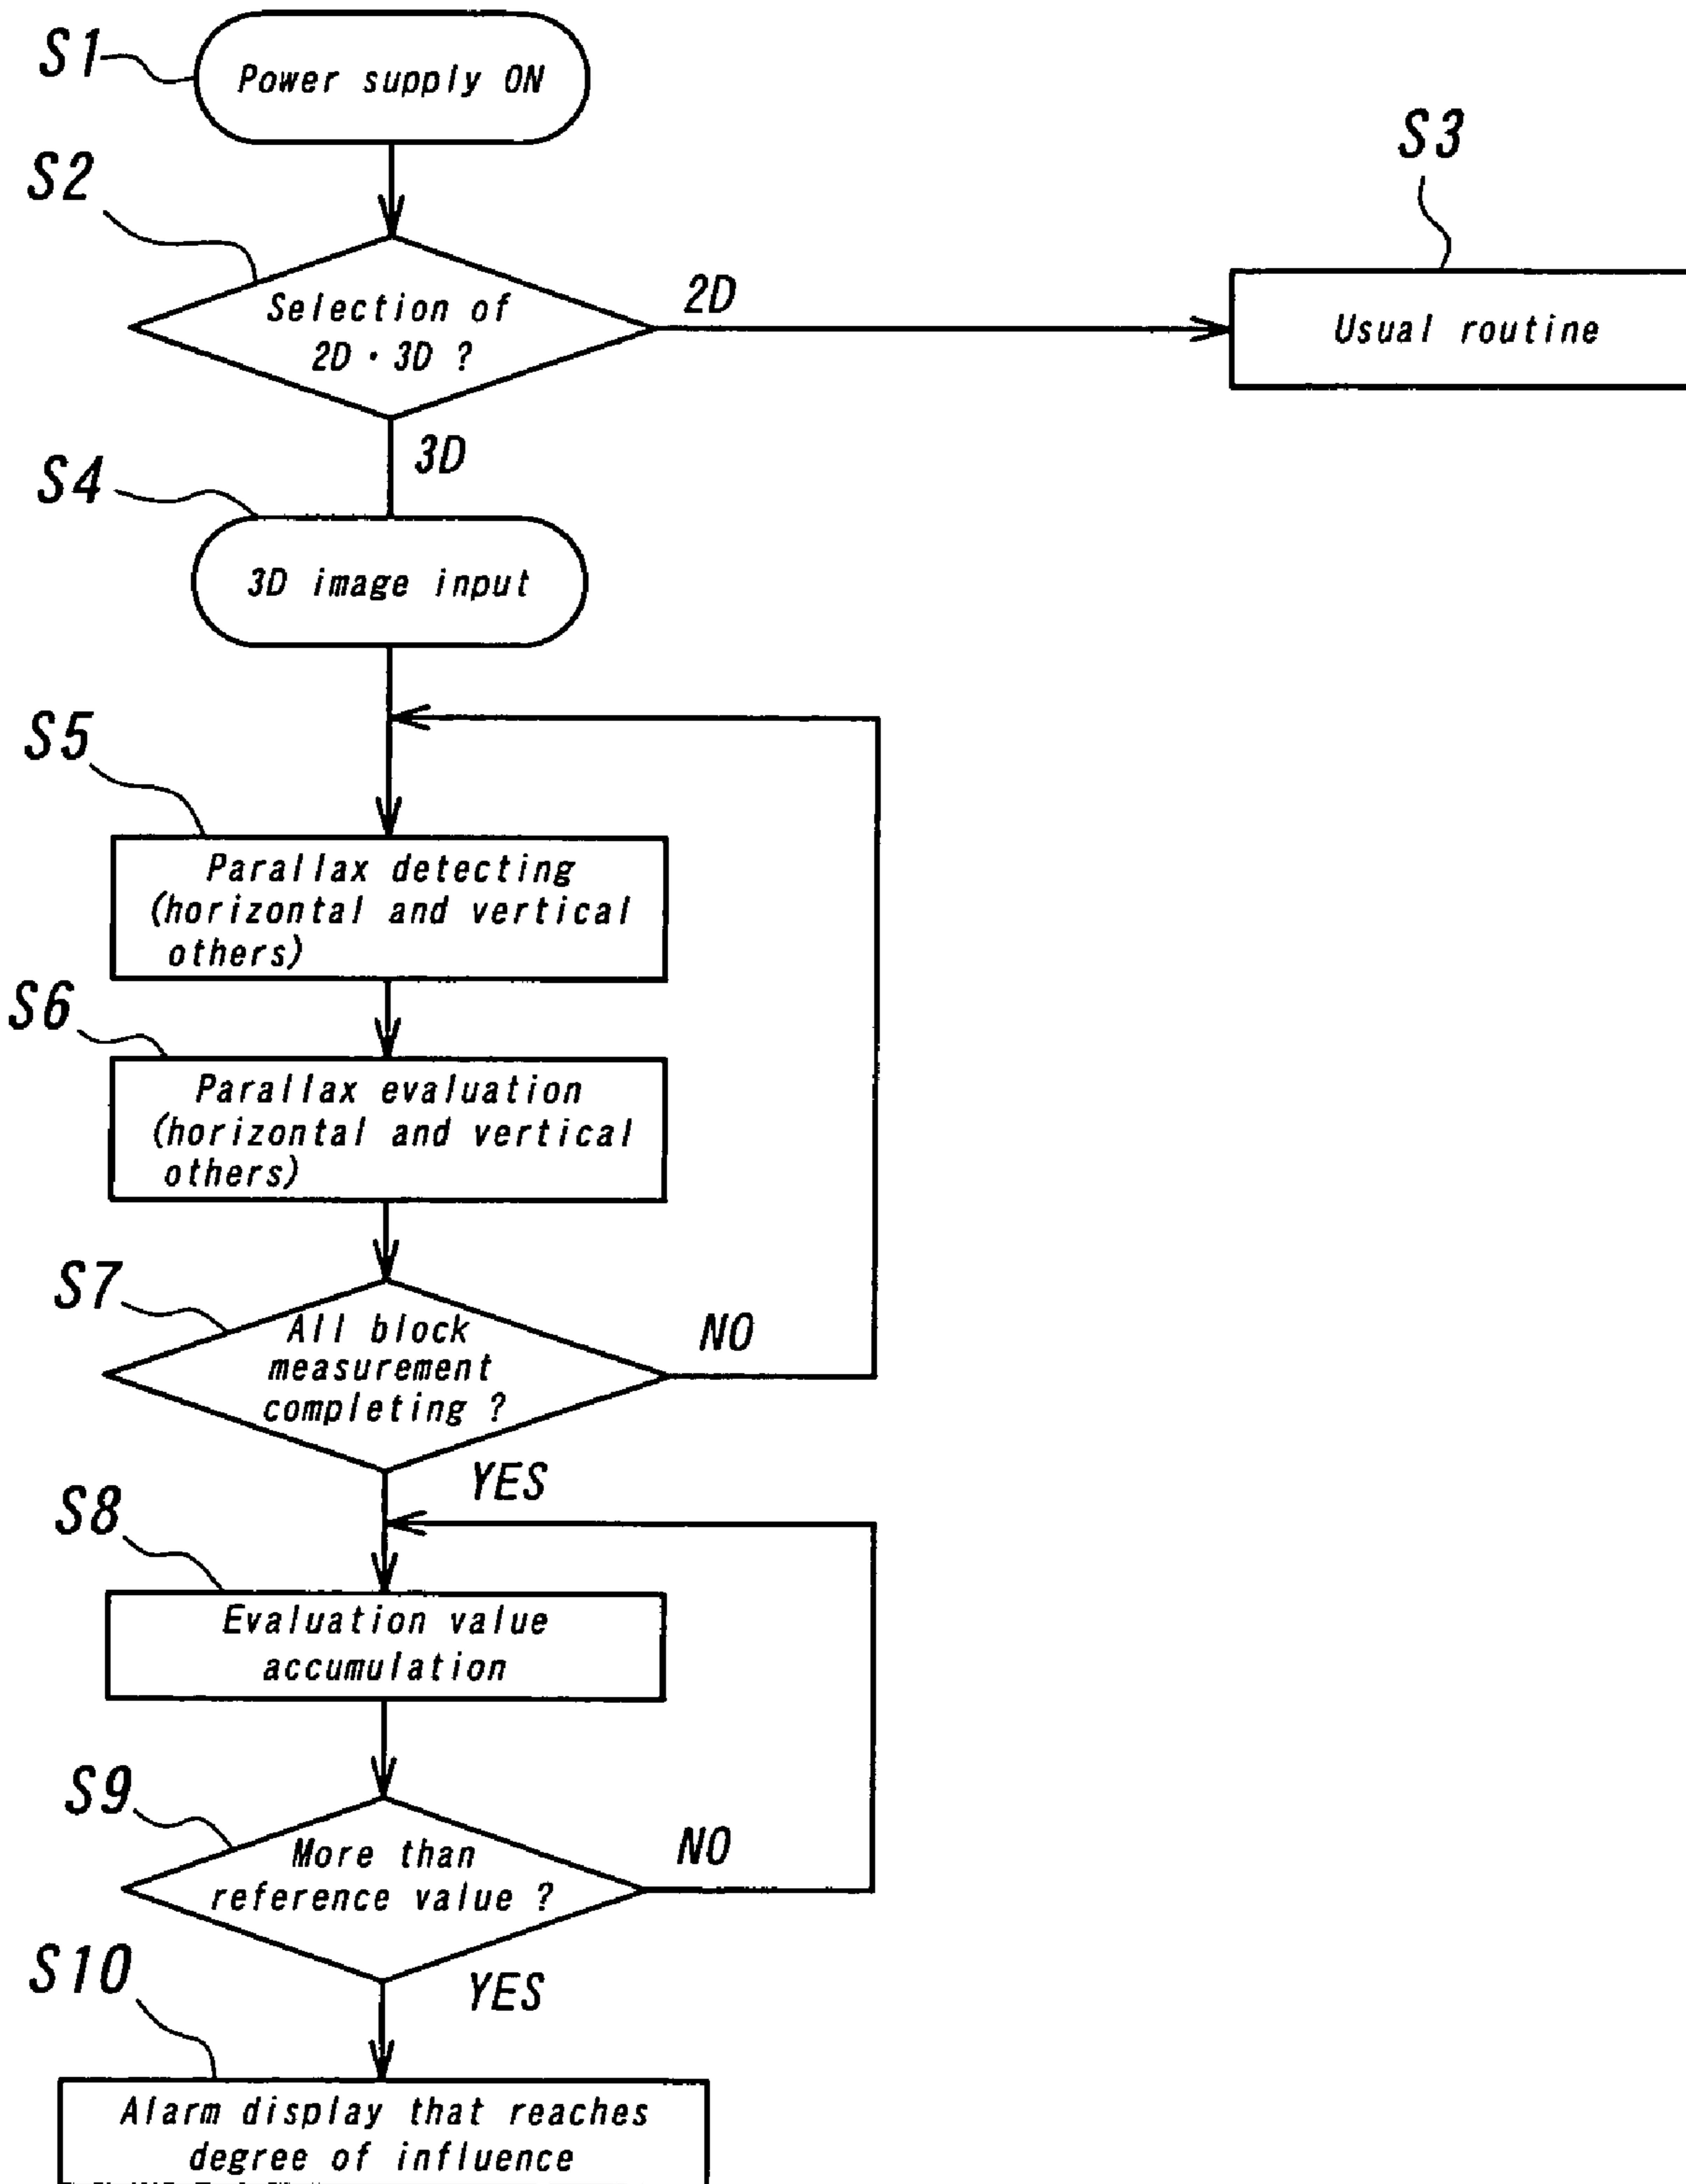 S1
Power supply ON
S2
Selection of
2D・3D ?
2D
S3
Usual routine
3D
S4
3D image input
S5
Parallax detecting
(horizontal and vertical
others)
S6
Parallax evaluation
(horizontal and vertical
others)
S7
All block
measurement
completing ?
NO
YES
S8
Evaluation value
accumulation
S9
More than
reference value ?
NO
YES
S10
Alarm display that reaches
degree of influence